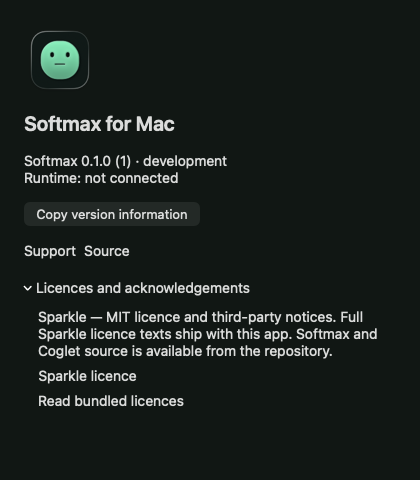 Softmax for Mac
Softmax 0.1.0 (1) · development
Runtime: not connected
Copy version information
Support Source
Licences and acknowledgements
Sparkle — MIT licence and third-party notices. Full
Sparkle licence texts ship with this app. Softmax and
Coglet source is available from the repository.
Sparkle licence
Read bundled licences